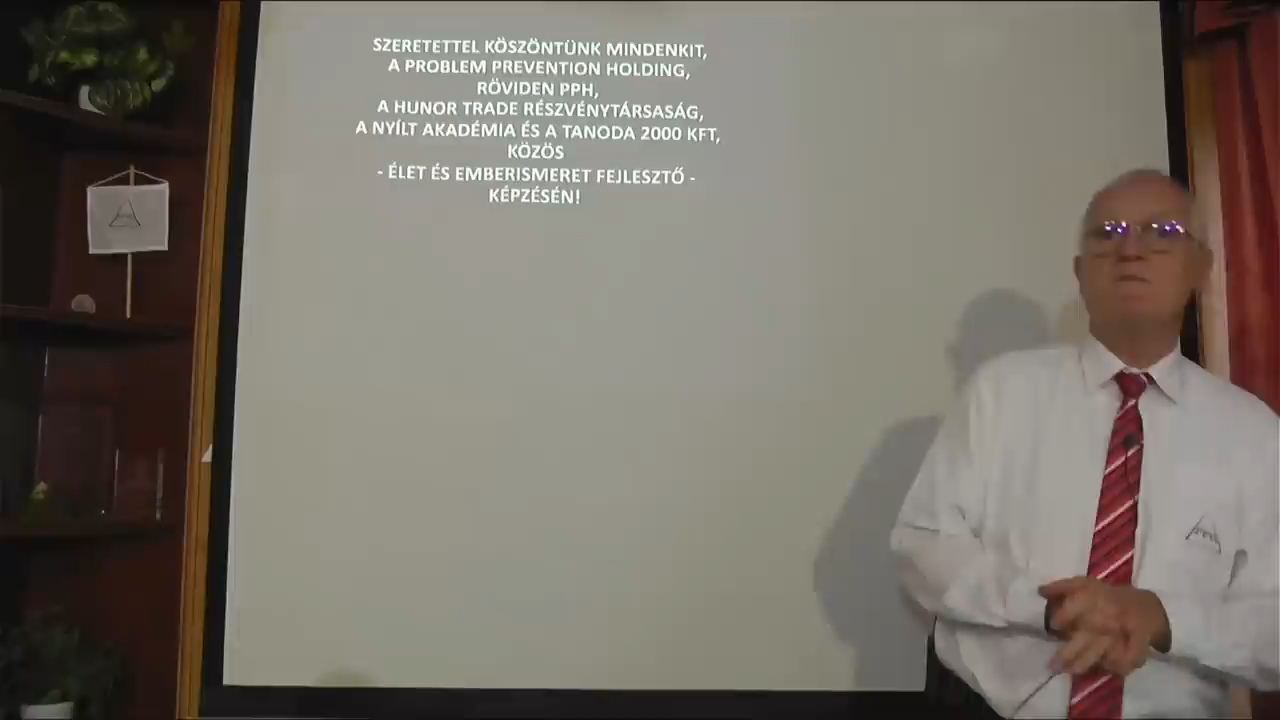 SZERETETTEL KÖSZÖNTÜNK MINDENKIT,
A PROBLEM PREVENTION HOLDING,
RÖVIDEN PPH,
A HUNOR TRADE RÉSZVÉNYTÁRSASÁG,
A NYÍLT AKADÉMIA ÉS A TANODA 2000 KFT,
KÖZÖS
- ÉLET ÉS EMBERISMERET FEJLESZTŐ -
KÉPZÉSÉN!